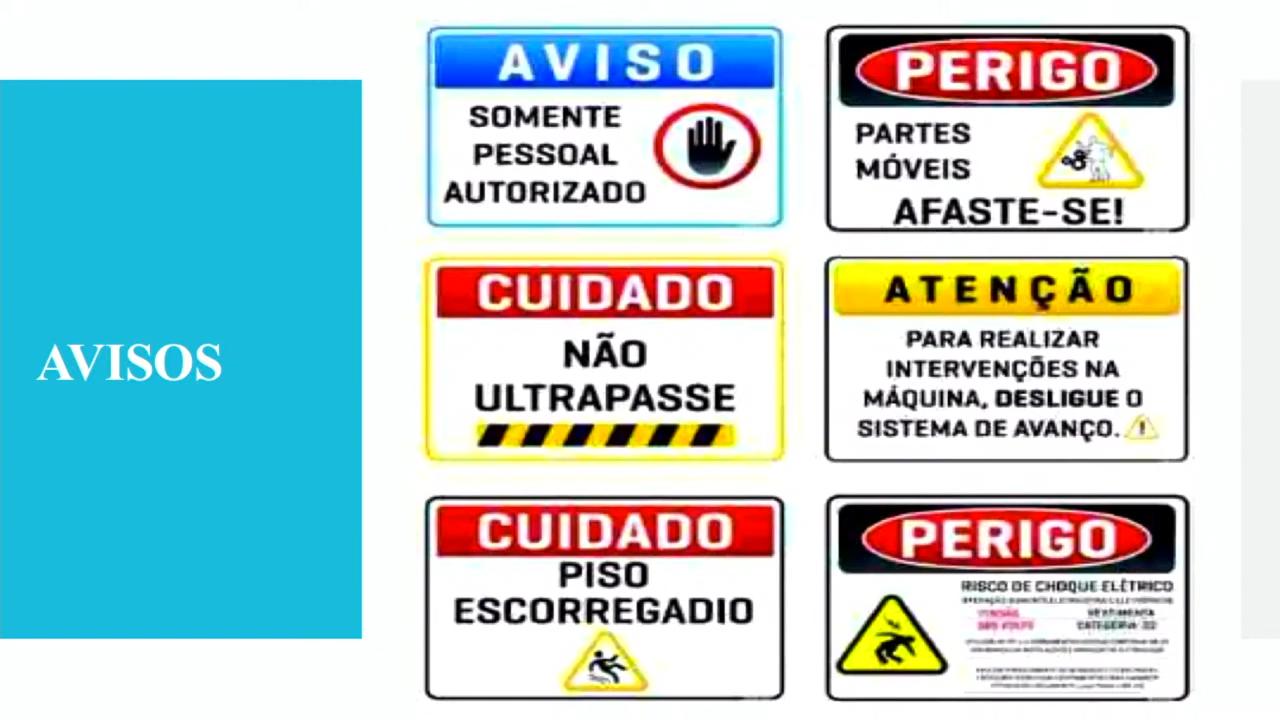 AVISOS
AVISO
SOMENTE
PESSOAL
AUTORIZADO
PERIGO
PARTES
MÓVEIS
AFASTE-SE!
CUIDADO
NÃO
ULTRAPASSE
ATENÇÃO
PARA REALIZAR
INTERVENÇÕES NA
MÁQUINA, DESLIGUE O
SISTEMA DE AVANÇO.
CUIDADO
PISO
ESCORREGADIO
PERIGO
RISCO DE CHOQUE ELÉTRICO